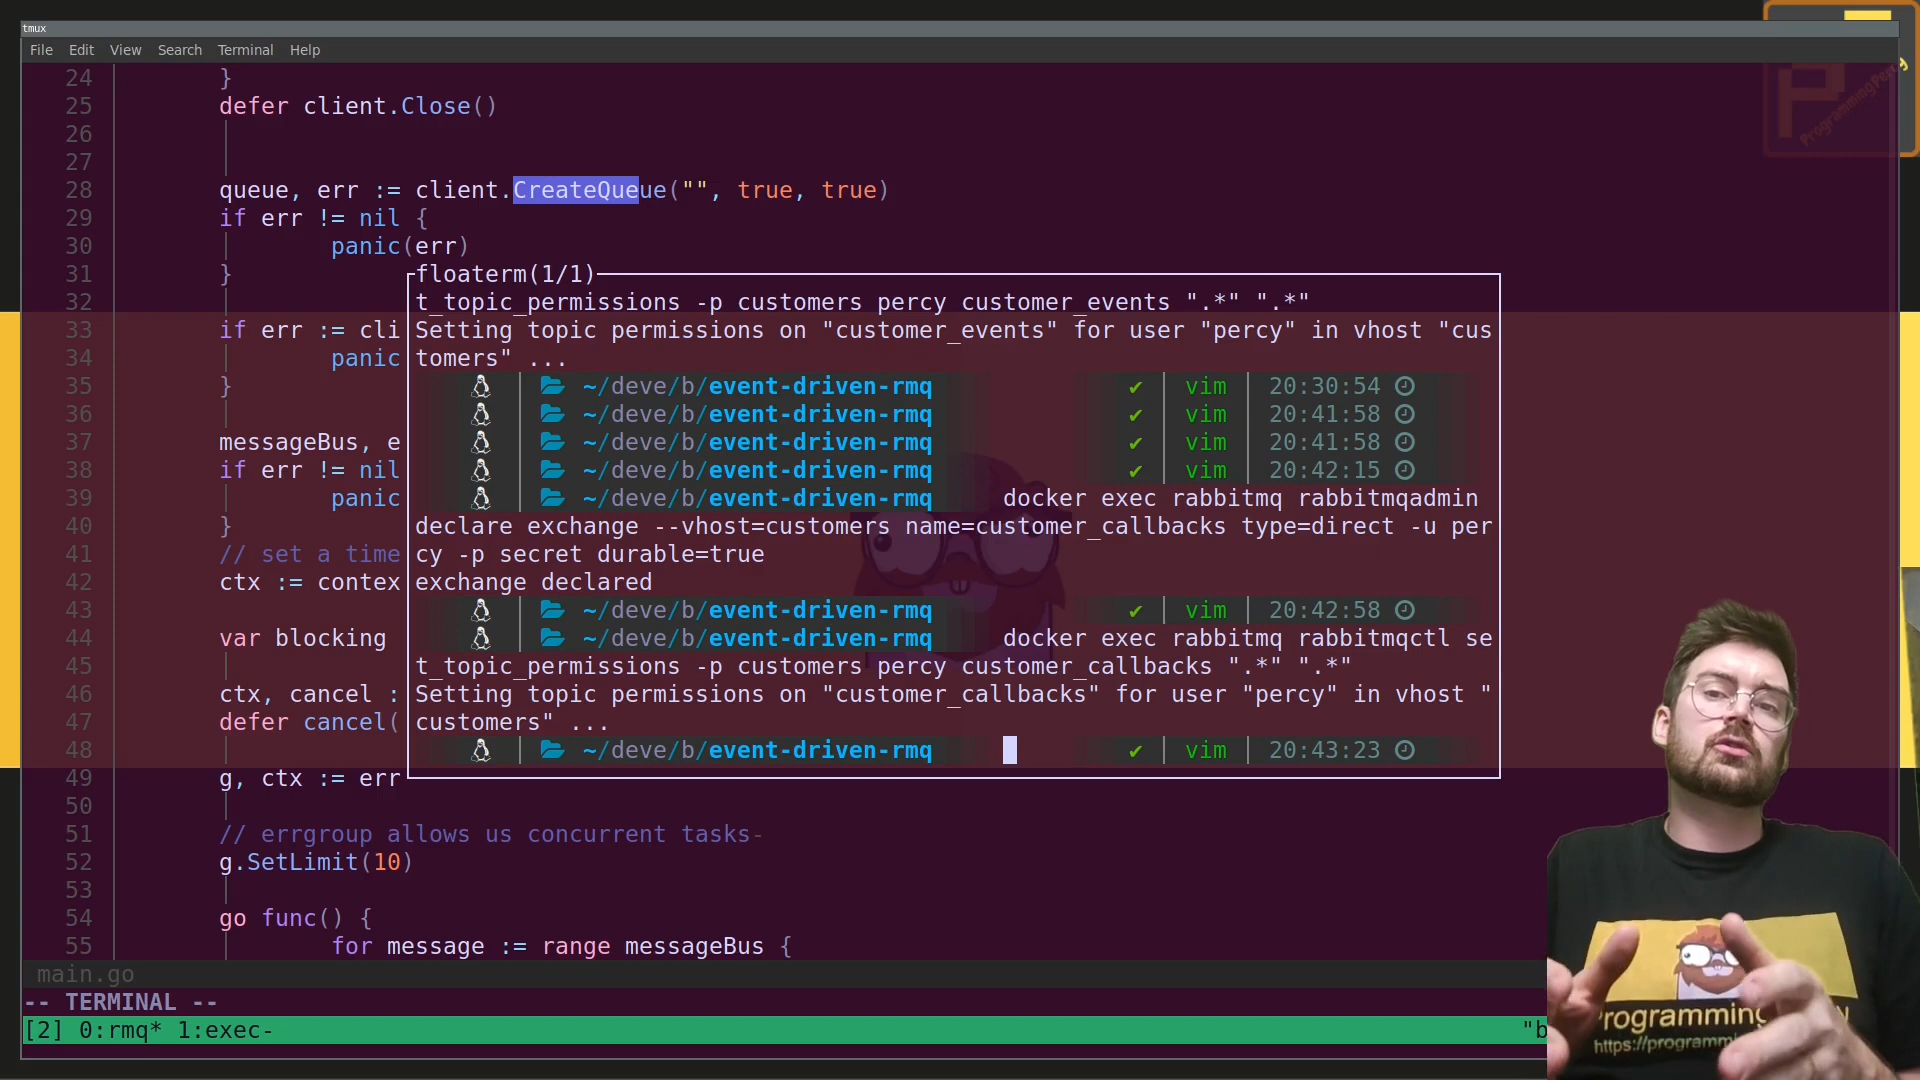 tmux
File Edit View Search Terminal Help
24 }
25 defer client.Close()
26
27
28 queue, err := client.CreateQueue("", true, true)
29 if err != nil {
30 panic(err)
31 }
32
33 if err := cli
34 panic
35 }
36
37 messageBus, e
38 if err != nil
39 panic
40 }
41 // set a time
42 ctx := contex
43
44 var blocking
45
46 ctx, cancel :
47 defer cancel(
48
49 g, ctx := err
50
51 // errgroup allows us concurrent tasks-
52 g.SetLimit(10)
53
54 go func() {
55 for message := range messageBus {
floaterm(1/1)
t_topic_permissions -p customers percy customer_events ".*" ".*"
Setting topic permissions on "customer_events" for user "percy" in vhost "cus
tomers" ...
~/deve/b/event-driven-rmq ✔ vim 20:30:54
~/deve/b/event-driven-rmq ✔ vim 20:41:58
~/deve/b/event-driven-rmq ✔ vim 20:41:58
~/deve/b/event-driven-rmq ✔ vim 20:42:15
~/deve/b/event-driven-rmq docker exec rabbitmq rabbitmqadmin
declare exchange --vhost=customers name=customer_callbacks type=direct -u per
cy -p secret durable=true
exchange declared
~/deve/b/event-driven-rmq ✔ vim 20:42:58
~/deve/b/event-driven-rmq docker exec rabbitmq rabbitmqctl se
t_topic_permissions -p customers percy customer_callbacks ".*" ".*"
Setting topic permissions on "customer_callbacks" for user "percy" in vhost "
customers" ...
~/deve/b/event-driven-rmq ✔ vim 20:43:23
main.go
-- TERMINAL --
[2] 0:rmq* 1:exec- "b
P
ProgrammingPercy
rogramming
https://programm